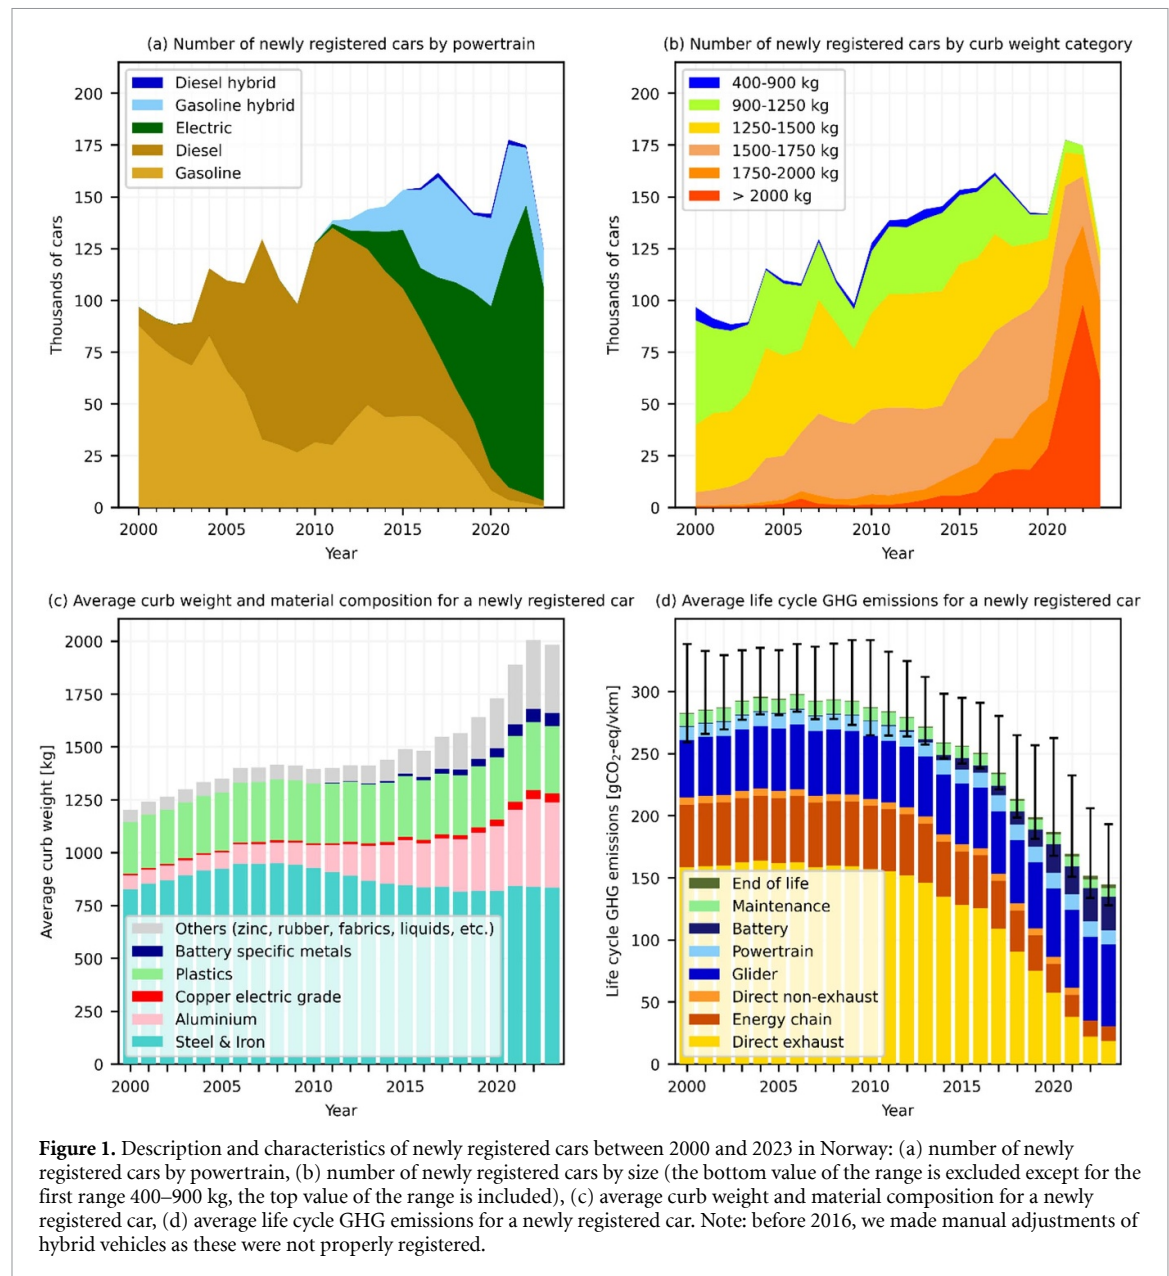 (a) Number of newly registered cars by powertrain
Diesel hybrid
Gasoline hybrid
Electric
Diesel
Gasoline
Thousands of cars
200
175
150
125
100
75
50
25
0
2000
2005
2010
2015
2020
Year
(b) Number of newly registered cars by curb weight category
400-900 kg
900-1250 kg
1250-1500 kg
1500-1750 kg
1750-2000 kg
> 2000 kg
Thousands of cars
200
175
150
125
100
75
50
25
0
2000
2005
2010
2015
2020
Year
(c) Average curb weight and material composition for a newly registered car
Average curb weight [kg]
2000
1750
1500
1250
1000
750
500
250
0
Others (zinc, rubber, fabrics, liquids, etc.)
Battery specific metals
Plastics
Copper electric grade
Aluminium
Steel & Iron
2000
2005
2010
2015
2020
Year
(d) Average life cycle GHG emissions for a newly registered car
Life cycle GHG emissions [gCO₂-eq/vkm]
300
250
200
150
100
50
0
End of life
Maintenance
Battery
Powertrain
Glider
Direct non-exhaust
Energy chain
Direct exhaust
2000
2005
2010
2015
2020
Year
Figure 1. Description and characteristics of newly registered cars between 2000 and 2023 in Norway: (a) number of newly
registered cars by powertrain, (b) number of newly registered cars by size (the bottom value of the range is excluded except for the
first range 400–900 kg, the top value of the range is included), (c) average curb weight and material composition for a newly
registered car, (d) average life cycle GHG emissions for a newly registered car. Note: before 2016, we made manual adjustments of
hybrid vehicles as these were not properly registered.